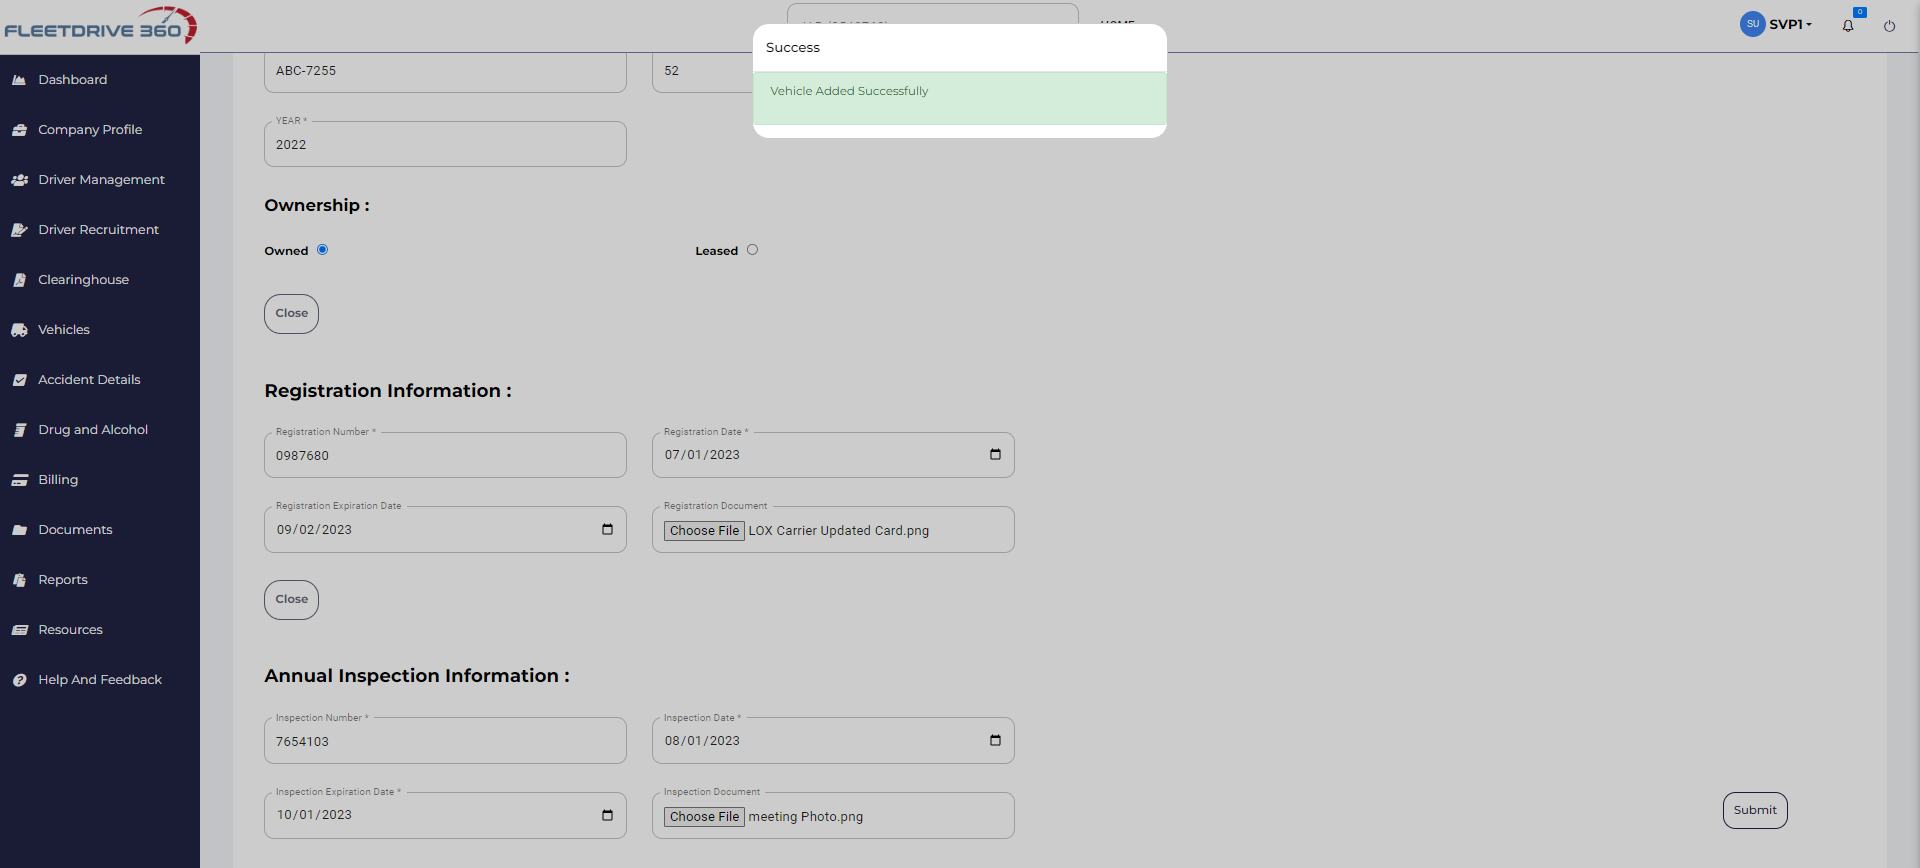 FLEETDRIVE 360
HOME
SU SVP1
0
Success
Vehicle Added Successfully
Dashboard
Company Profile
Driver Management
Driver Recruitment
Clearinghouse
Vehicles
Accident Details
Drug and Alcohol
Billing
Documents
Reports
Resources
Help And Feedback
ABC-7255
52
YEAR *
2022
Ownership :
Owned
Leased
Close
Registration Information :
Registration Number *
0987680
Registration Date *
07/01/2023
Registration Expiration Date
09/02/2023
Registration Document
Choose File LOX Carrier Updated Card.png
Close
Annual Inspection Information :
Inspection Number *
7654103
Inspection Date *
08/01/2023
Inspection Expiration Date *
10/01/2023
Inspection Document
Choose File meeting Photo.png
Submit